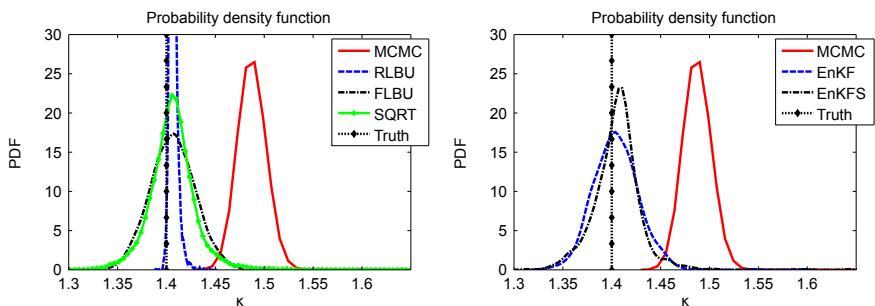 Probability density function
30
25
20
15
10
5
0
PDF
1.3
1.35
1.4
1.45
1.5
1.55
1.6
κ
MCMC
RLBU
FLBU
SQRT
Truth
Probability density function
30
25
20
15
10
5
0
PDF
1.3
1.35
1.4
1.45
1.5
1.55
1.6
κ
MCMC
EnKF
EnKFS
Truth